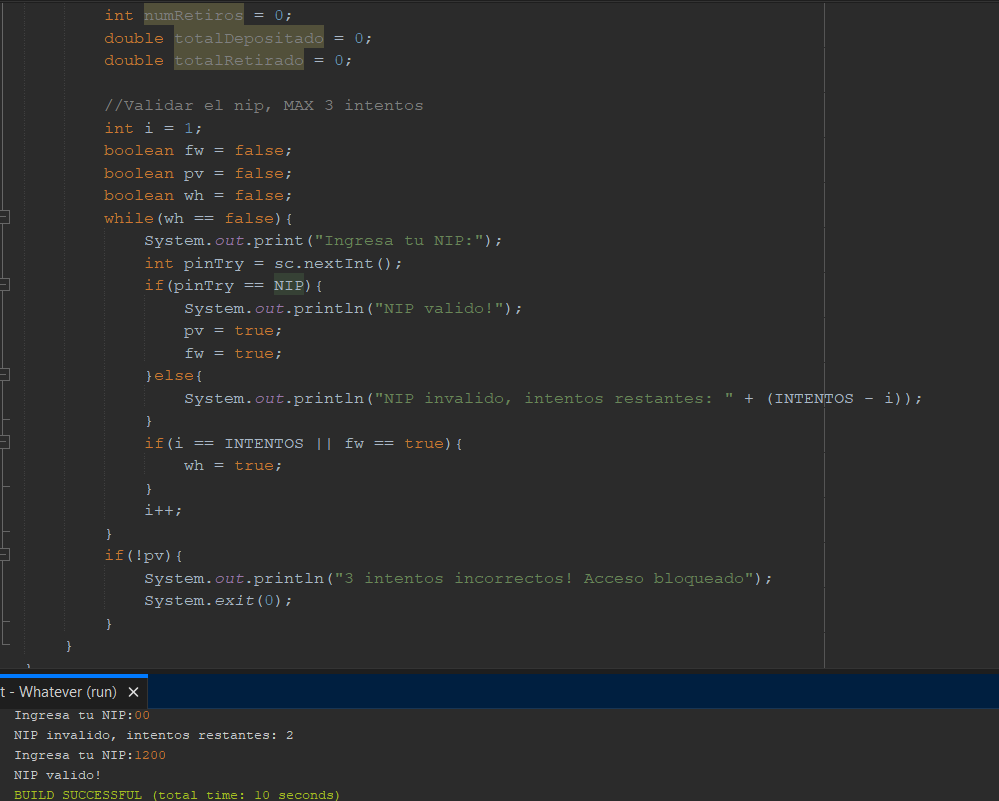 int numRetiros = 0;
double totalDepositado = 0;
double totalRetirado = 0;
//Validar el nip, MAX 3 intentos
int i = 1;
boolean fw = false;
boolean pv = false;
boolean wh = false;
while(wh == false){
System.out.print("Ingresa tu NIP:");
int pinTry = sc.nextInt();
if(pinTry == NIP){
System.out.println("NIP valido!");
pv = true;
fw = true;
}else{
System.out.println("NIP invalido, intentos restantes: " + (INTENTOS - i));
}
if(i == INTENTOS || fw == true){
wh = true;
}
i++;
}
if(!pv){
System.out.println("3 intentos incorrectos! Acceso bloqueado");
System.exit(0);
}
}
t - Whatever (run)
Ingresa tu NIP:00
NIP invalido, intentos restantes: 2
Ingresa tu NIP:1200
NIP valido!
BUILD SUCCESSFUL (total time: 10 seconds)